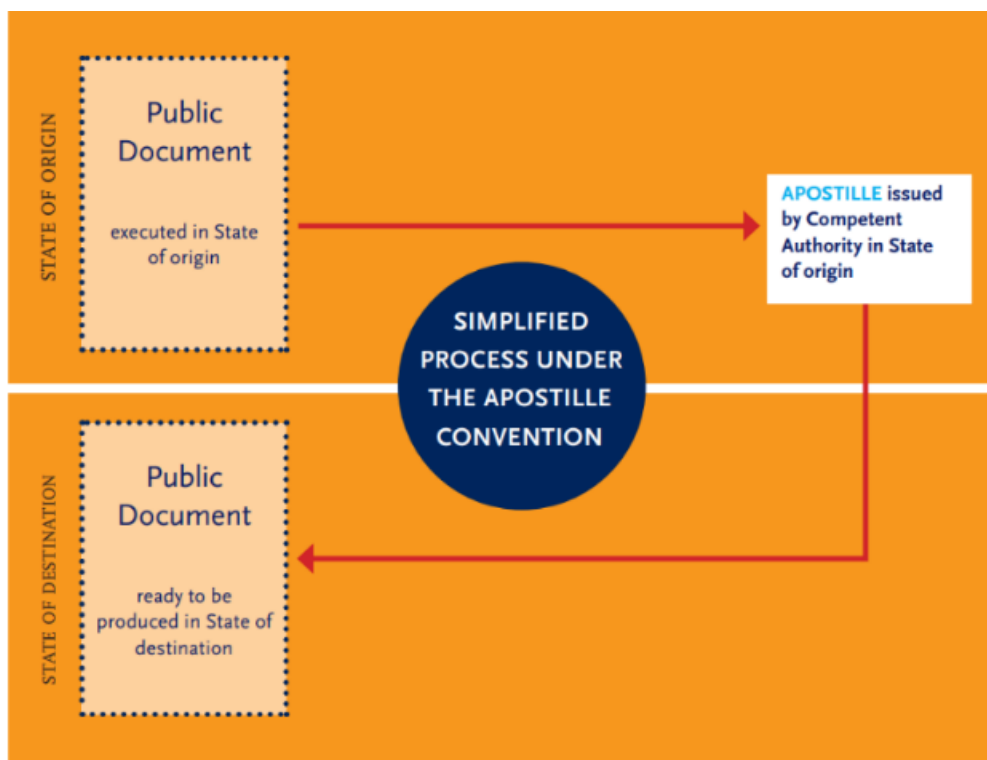 STATE OF ORIGIN
Public
Document
executed in State
of origin
APOSTILLE issued
by Competent
Authority in State
of origin
SIMPLIFIED
PROCESS UNDER
THE APOSTILLE
CONVENTION
STATE OF DESTINATION
Public
Document
ready to be
produced in State of
destination